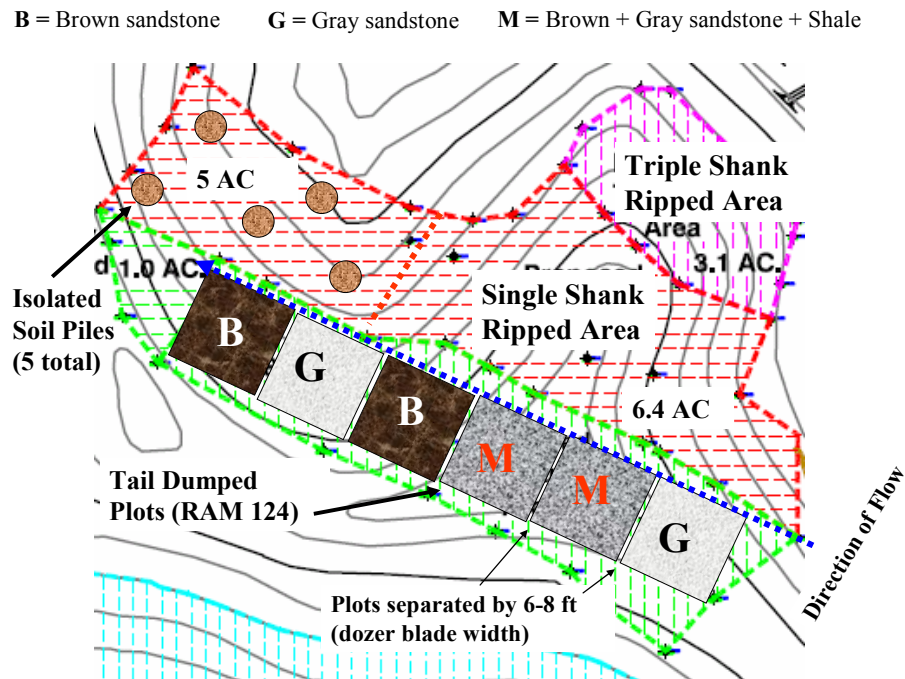 B = Brown sandstone
G = Gray sandstone
M = Brown + Gray sandstone + Shale
5 AC
Triple Shank
Ripped Area
Area
3.1 AC.
d 1.0 AC.
Isolated
Soil Piles
(5 total)
Single Shank
Ripped Area
6.4 AC
B
G
B
M
M
G
Tail Dumped
Plots (RAM 124)
Plots separated by 6-8 ft
(dozer blade width)
Direction of Flow